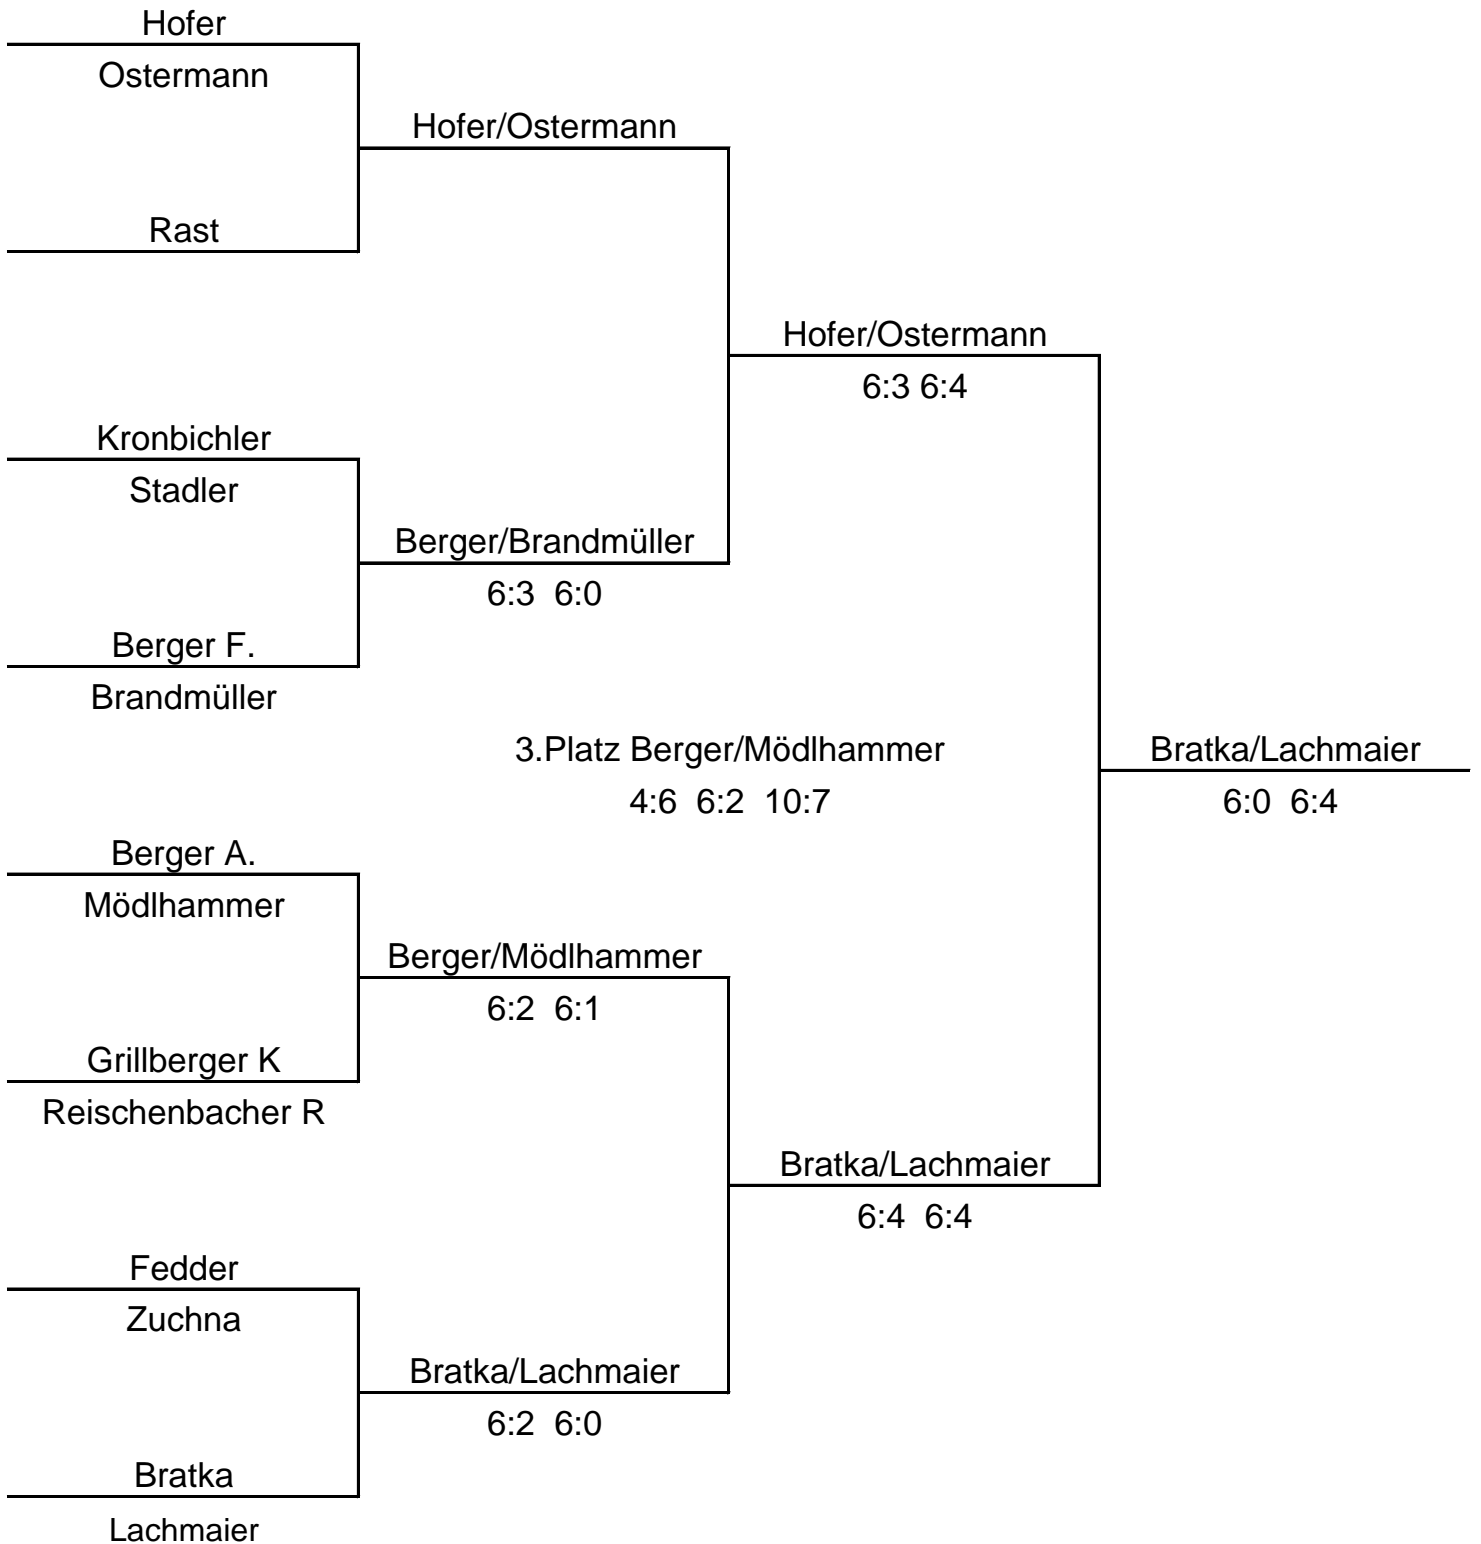 Hofer
Ostermann
Hofer/Ostermann
Rast
Hofer/Ostermann
6:3 6:4
Kronbichler
Stadler
Berger/Brandmüller
6:3 6:0
Berger F.
Brandmüller
3.Platz Berger/Mödlhammer
4:6 6:2 10:7
Bratka/Lachmaier
6:0 6:4
Berger A.
Mödlhammer
Berger/Mödlhammer
6:2 6:1
Grillberger K
Reischenbacher R
Bratka/Lachmaier
6:4 6:4
Fedder
Zuchna
Bratka/Lachmaier
6:2 6:0
Bratka
Lachmaier